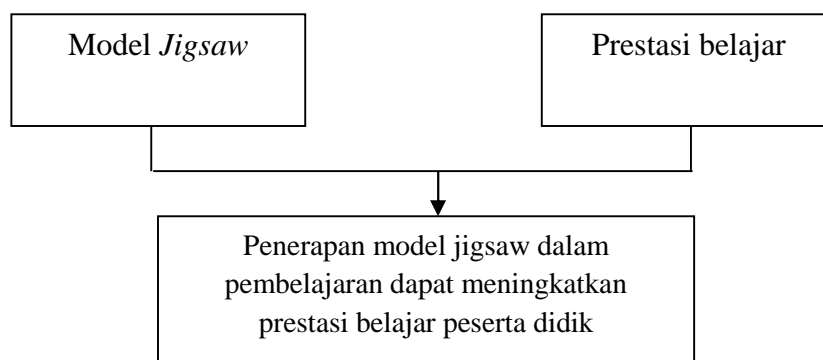 Model Jigsaw
Prestasi belajar
Penerapan model jigsaw dalam
pembelajaran dapat meningkatkan
prestasi belajar peserta didik